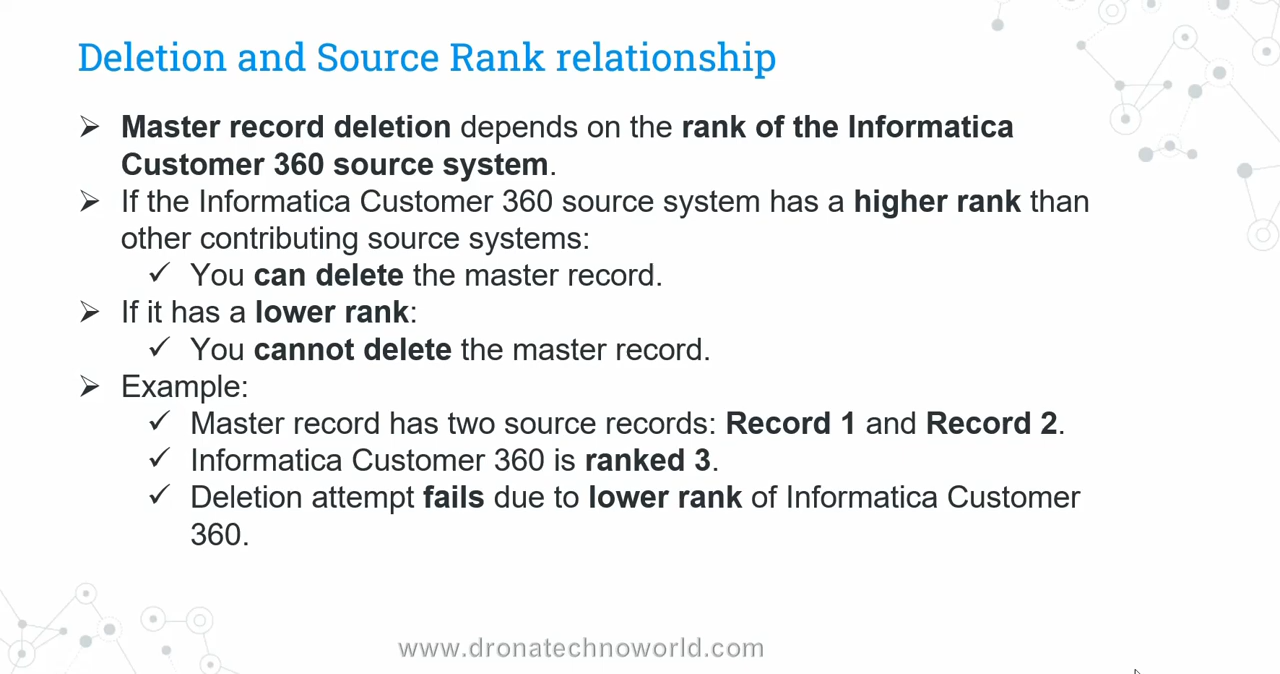 Deletion and Source Rank relationship
➢ Master record deletion depends on the rank of the Informatica
Customer 360 source system.
➢ If the Informatica Customer 360 source system has a higher rank than
other contributing source systems:
✓ You can delete the master record.
➢ If it has a lower rank:
✓ You cannot delete the master record.
➢ Example:
✓ Master record has two source records: Record 1 and Record 2.
✓ Informatica Customer 360 is ranked 3.
✓ Deletion attempt fails due to lower rank of Informatica Customer
360.
www.dronatechnoworld.com